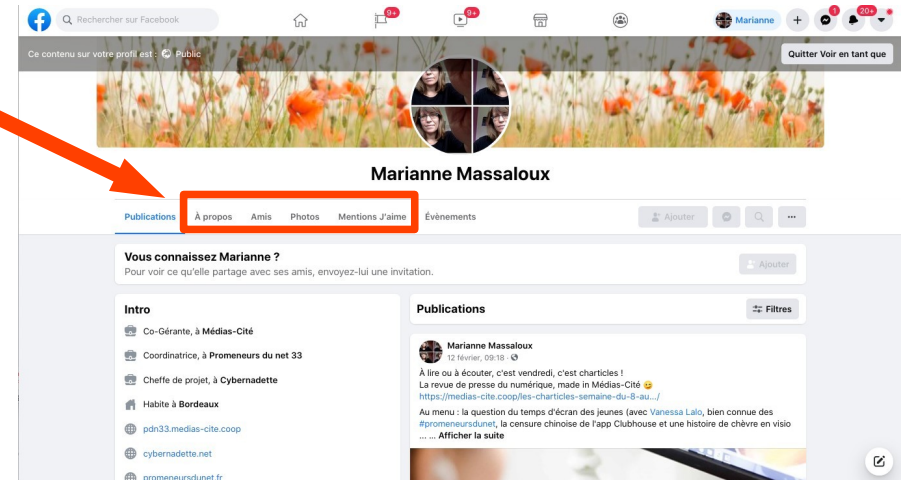 Rechercher sur Facebook
9+
9+
Marianne
1
20+
Ce contenu sur votre profil est : Public
Quitter Voir en tant que
Marianne Massaloux
Publications À propos Amis Photos Mentions J'aime Évènements
Ajouter
Vous connaissez Marianne ?
Pour voir ce qu'elle partage avec ses amis, envoyez-lui une invitation.
Ajouter
Intro
Co-Gérante, à Médias-Cité
Coordinatrice, à Promeneurs du net 33
Cheffe de projet, à Cybernadette
Habite à Bordeaux
pdn33.medias-cite.coop
cybernadette.net
promeneursdunet.fr
Publications
Filtres
Marianne Massaloux
12 février, 09:18 ·
À lire ou à écouter, c'est vendredi, c'est charticles !
La revue de presse du numérique, made in Médias-Cité 😉
https://medias-cite.coop/les-charticles-semaine-du-8-au.../
Au menu : la question du temps d'écran des jeunes (avec Vanessa Lalo, bien connue des
#promeneursdunet, la censure chinoise de l'app Clubhouse et une histoire de chèvre en visio
... ... Afficher la suite